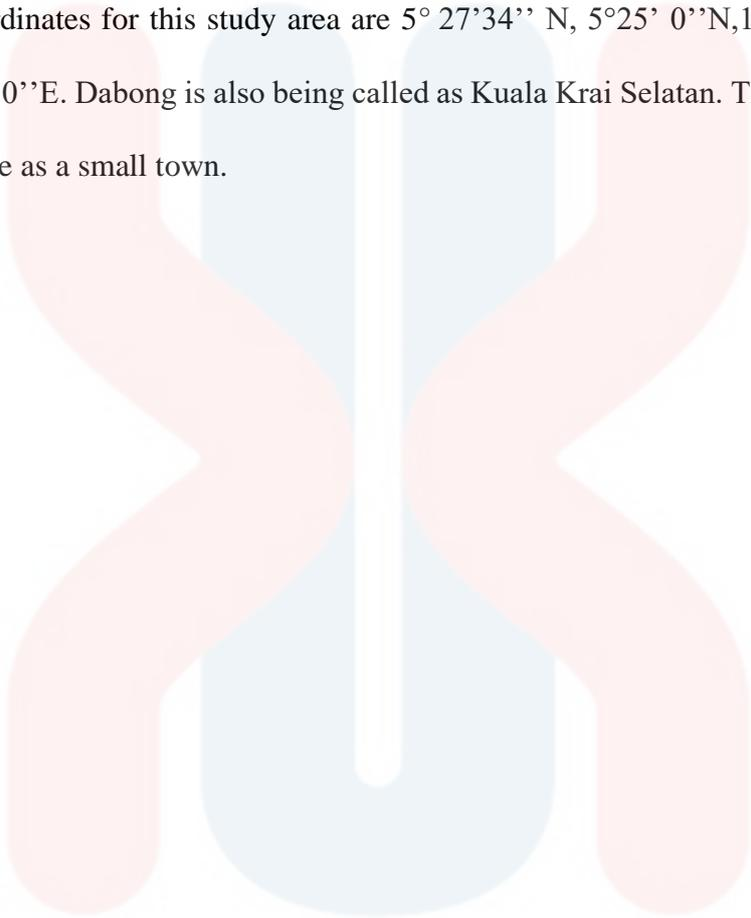 dinates for this study area are 5° 27’34’’ N, 5°25’ 0’’N,1
0’’E. Dabong is also being called as Kuala Krai Selatan. T
e as a small town.